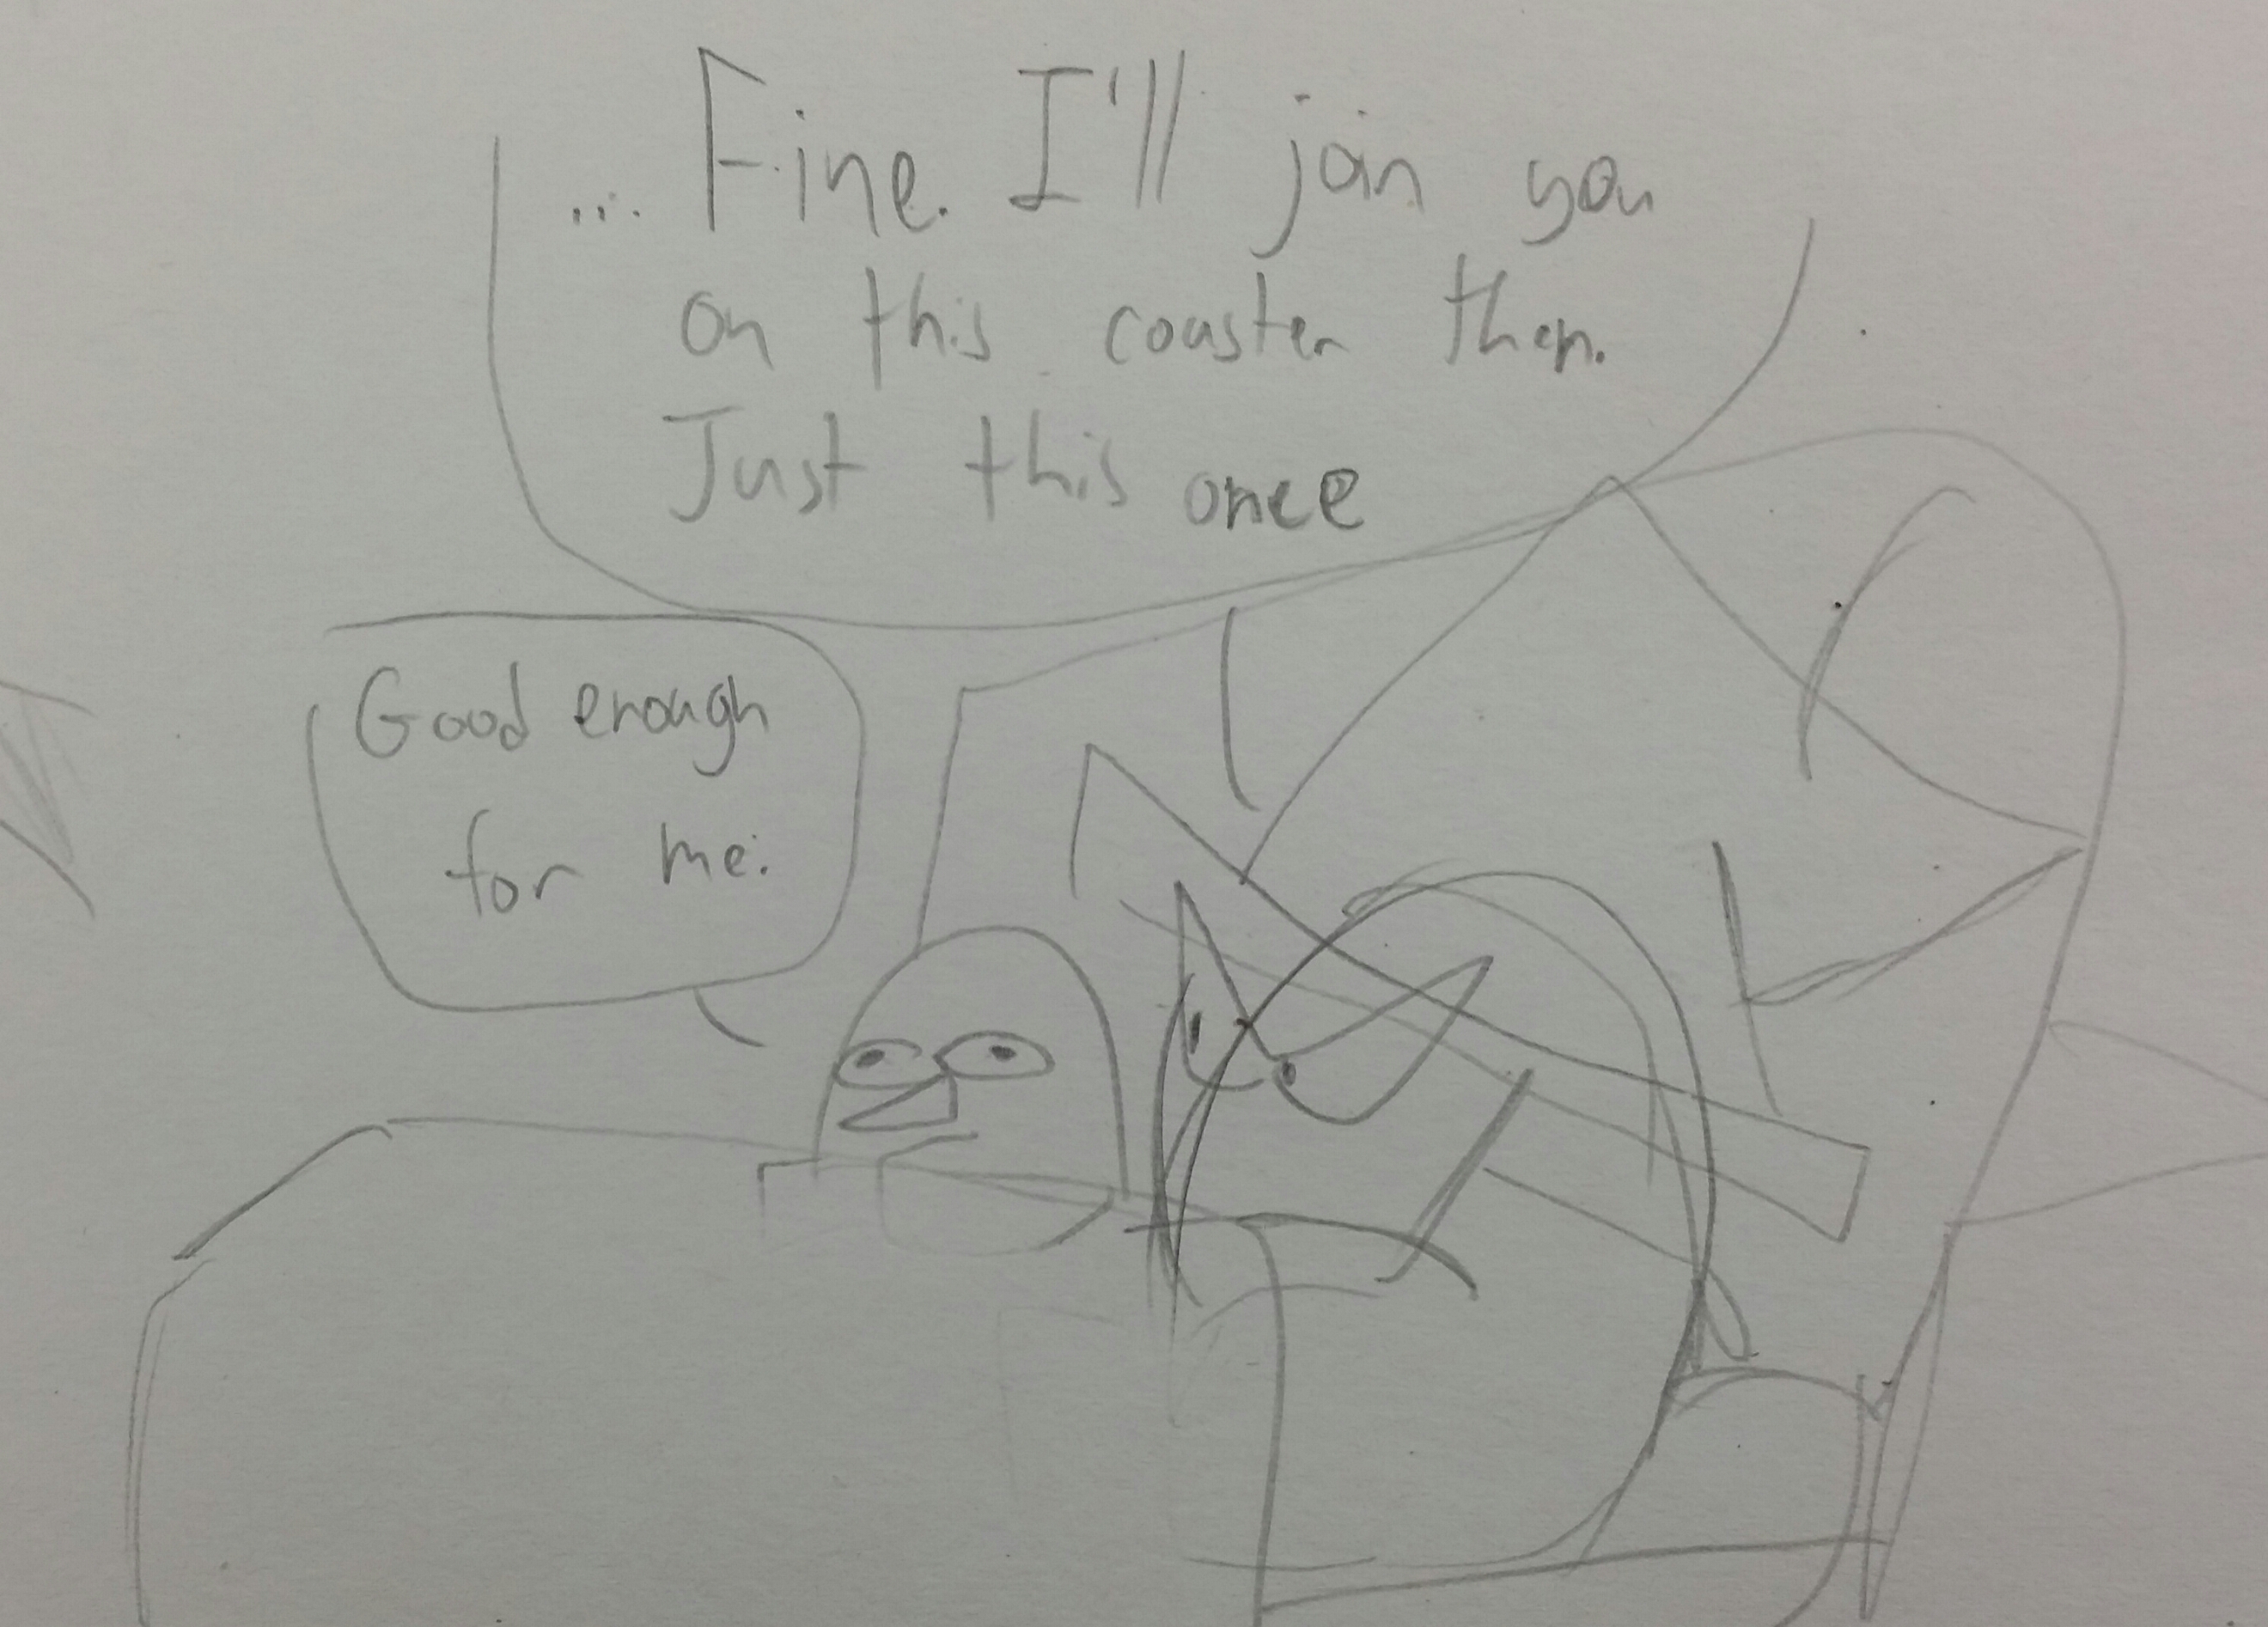 ... Fine. I'll join you
on this coaster then.
Just this once
Good enough
for me.